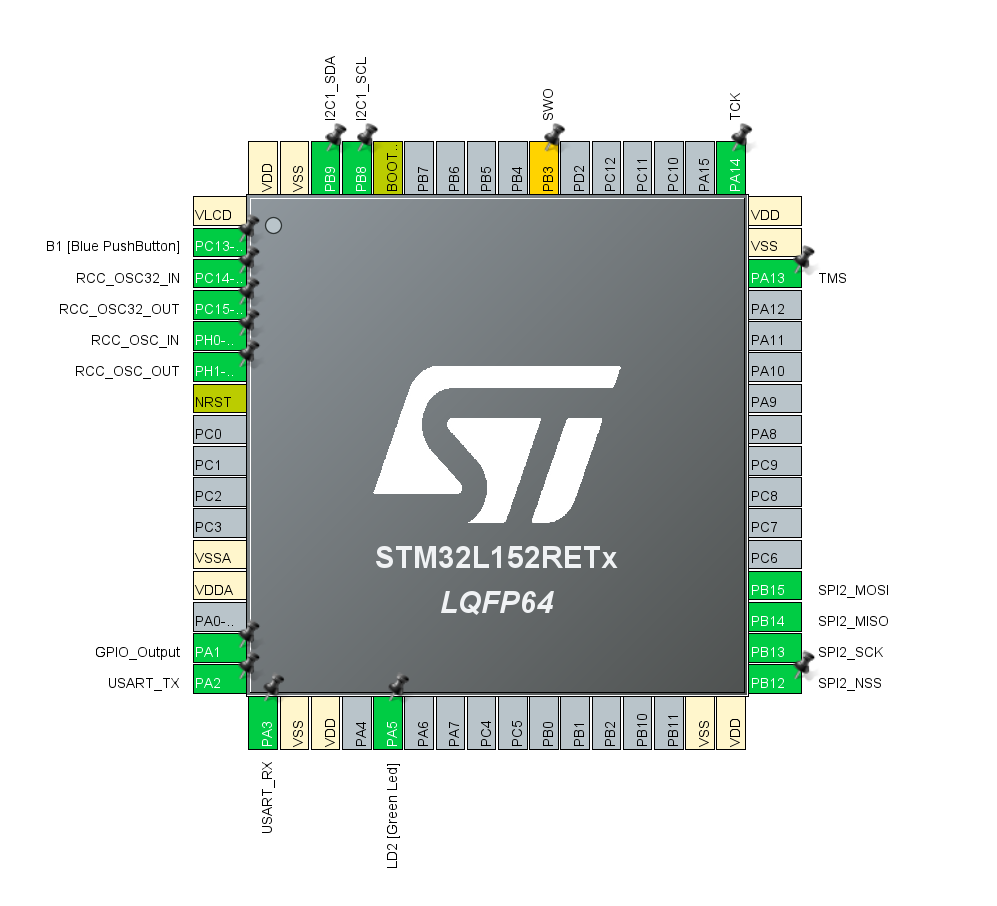 I2C1_SDA
I2C1_SCL
SWO
TCK
VDD
VSS
PB9
PB8
BOOT..
PB7
PB6
PB5
PB4
PB3
PD2
PC12
PC11
PC10
PA15
PA14
VLCD
B1 [Blue PushButton] PC13-..
RCC_OSC32_IN PC14-..
RCC_OSC32_OUT PC15-..
RCC_OSC_IN PH0-..
RCC_OSC_OUT PH1-..
NRST
PC0
PC1
PC2
PC3
VSSA
VDDA
PA0-..
GPIO_Output PA1
USART_TX PA2
ST
STM32L152RETx
LQFP64
VDD
VSS
PA13 TMS
PA12
PA11
PA10
PA9
PA8
PC9
PC8
PC7
PC6
PB15 SPI2_MOSI
PB14 SPI2_MISO
PB13 SPI2_SCK
PB12 SPI2_NSS
PA3
VSS
VDD
PA4
PA5
PA6
PA7
PC4
PC5
PB0
PB1
PB2
PB10
PB11
VSS
VDD
USART_RX
LD2 [Green Led]